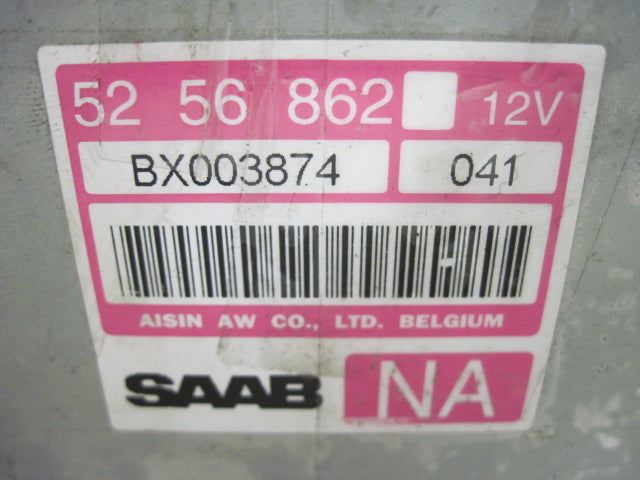 52 56 862 12V
BX003874 041
AISIN AW CO., LTD. BELGIUM
SAAB NA